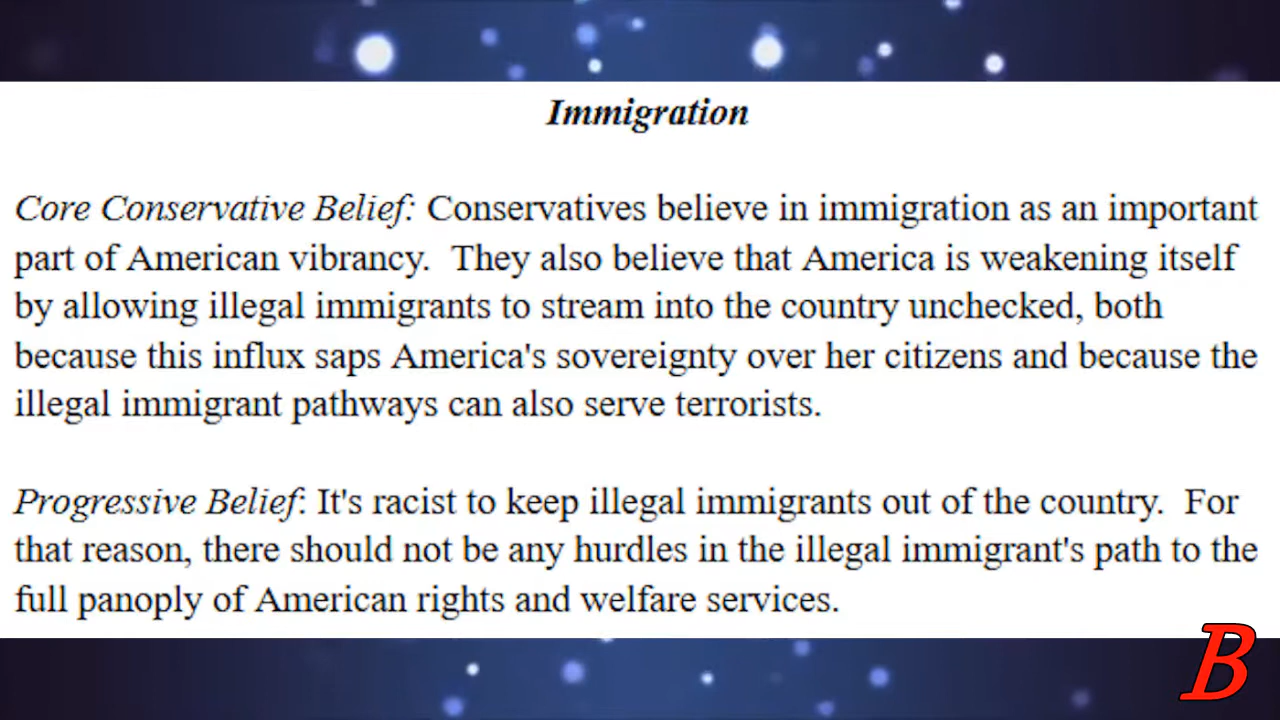 Immigration
Core Conservative Belief: Conservatives believe in immigration as an important
part of American vibrancy.  They also believe that America is weakening itself
by allowing illegal immigrants to stream into the country unchecked, both
because this influx saps America's sovereignty over her citizens and because the
illegal immigrant pathways can also serve terrorists.
Progressive Belief: It's racist to keep illegal immigrants out of the country.  For
that reason, there should not be any hurdles in the illegal immigrant's path to the
full panoply of American rights and welfare services.
B